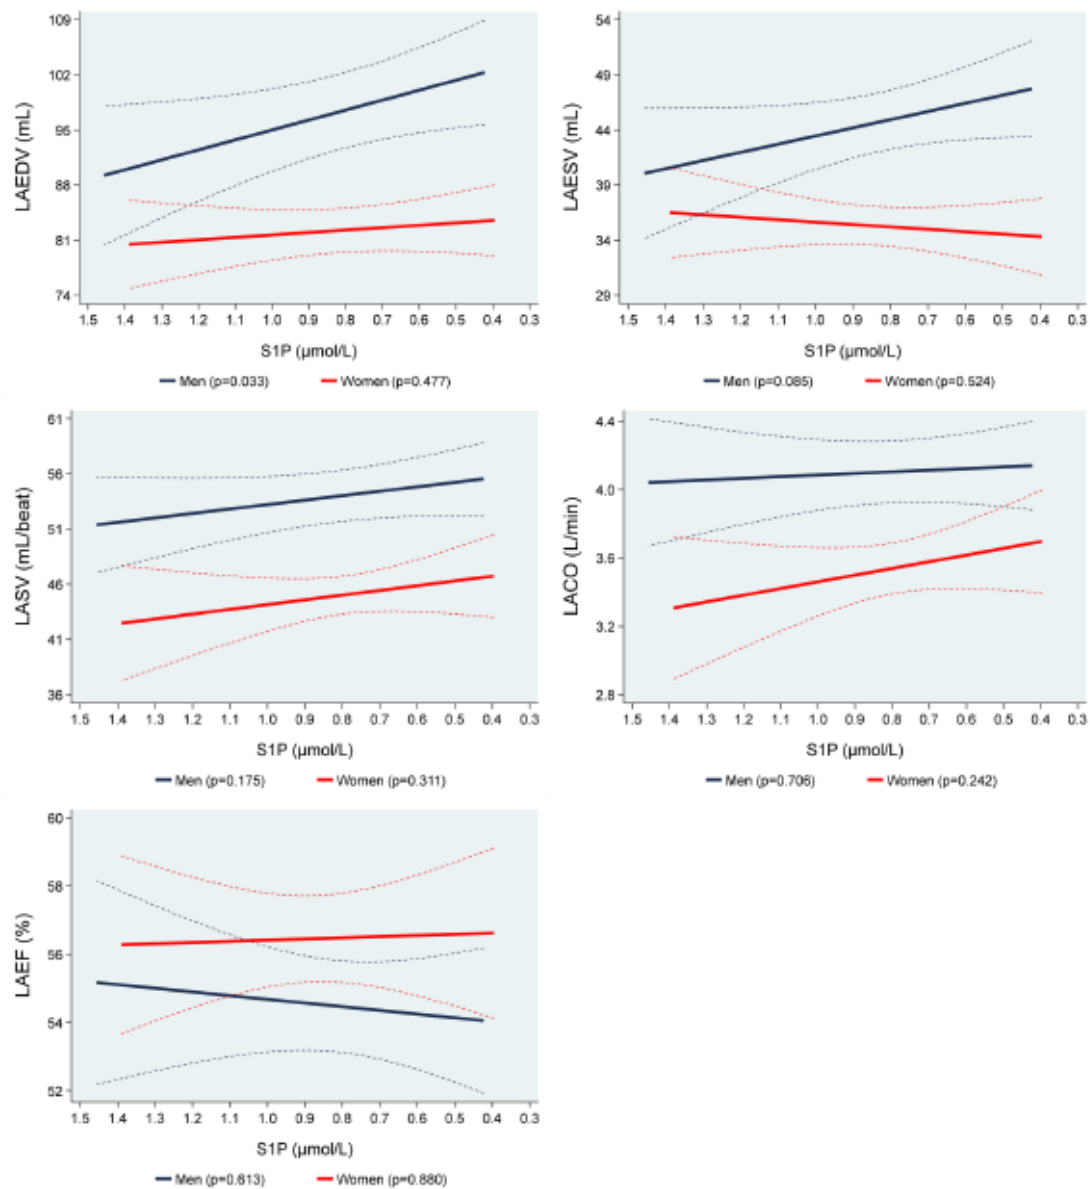 109
102
95
88
81
74
LAEDV (mL)
1.5 1.4 1.3 1.2 1.1 1.0 0.9 0.8 0.7 0.6 0.5 0.4 0.3
S1P (µmol/L)
Men (p=0.033) Women (p=0.477)
54
49
44
39
34
29
LAESV (mL)
1.5 1.4 1.3 1.2 1.1 1.0 0.9 0.8 0.7 0.6 0.5 0.4 0.3
S1P (µmol/L)
Men (p=0.085) Women (p=0.524)
61
56
51
46
41
36
LASV (mL/beat)
1.5 1.4 1.3 1.2 1.1 1.0 0.9 0.8 0.7 0.6 0.5 0.4 0.3
S1P (µmol/L)
Men (p=0.175) Women (p=0.311)
4.4
4.0
3.6
3.2
2.8
LACO (L/min)
1.5 1.4 1.3 1.2 1.1 1.0 0.9 0.8 0.7 0.6 0.5 0.4 0.3
S1P (µmol/L)
Men (p=0.706) Women (p=0.242)
60
58
56
54
52
LAEF (%)
1.5 1.4 1.3 1.2 1.1 1.0 0.9 0.8 0.7 0.6 0.5 0.4 0.3
S1P (µmol/L)
Men (p=0.613) Women (p=0.880)